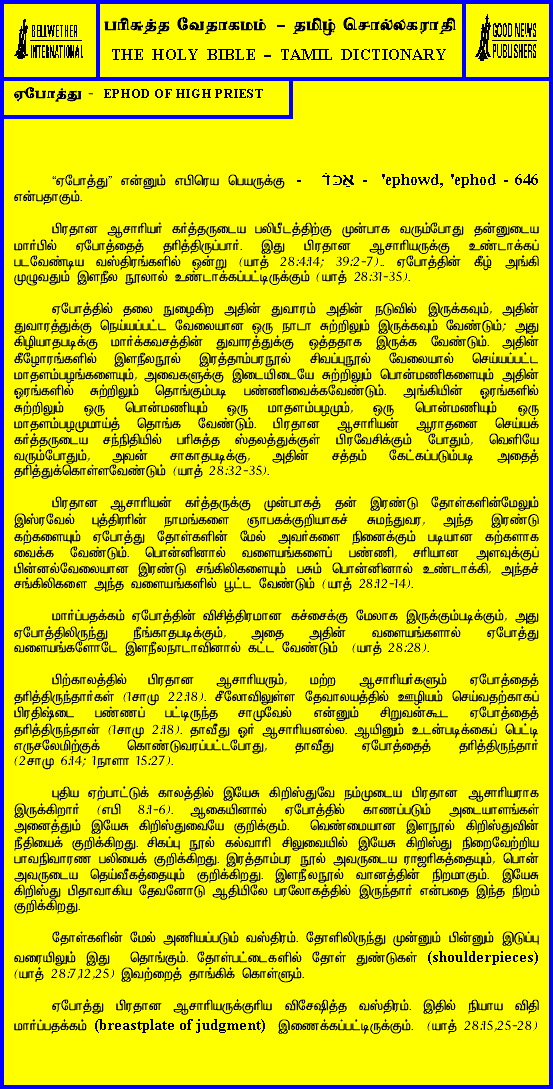 BELLWETHER
INTERNATIONAL
பரிசுத்த வேதாகமம் – தமிழ் சொல்லகராதி
THE HOLY BIBLE – TAMIL DICTIONARY
GOOD NEWS
PUBLISHERS
ஏபோத்து - EPHOD OF HIGH PRIEST
“ஏபோத்து” என்னும் எபிரெய பெயருக்கு - אֵכוֹד - 'ephowd, 'ephod - 646
என்பதாகும்.
பிரதான ஆசாரியர் கர்த்தருடைய பலிபீடத்திற்கு முன்பாக வரும்போது தன்னுடைய
மார்பில் ஏபோத்தைத் தரித்திருப்பார். இது பிரதான ஆசாரியருக்கு உண்டாக்கப்
படவேண்டிய வஸ்திரங்களில் ஒன்று (யாத் 28:4,14; 39:2-7).. ஏபோத்தின் கீழ் அங்கி
முழுவதும் இளநீல நூலால் உண்டாக்கப்பட்டிருக்கும் (யாத் 28:31-35).
ஏபோத்தில் தலை நுழைகிற அதின் துவாரம் அதின் நடுவில் இருக்கவும், அதின்
துவாரத்துக்கு நெய்யப்பட்ட வேலையான ஒரு நாடா சுற்றிலும் இருக்கவும் வேண்டும்; அது
கிழியாதபடிக்கு மார்க்கவசத்தின் துவாரத்துக்கு ஒத்ததாக இருக்க வேண்டும். அதின்
கீழோரங்களில் இளநீலநூல் இரத்தாம்பரநூல் சிவப்புநூல் வேலையால் செய்யப்பட்ட
மாதளம்பழங்களையும், அவைகளுக்கு இடையிடையே சுற்றிலும் பொன்மணிகளையும் அதின்
ஓரங்களில் சுற்றிலும் தொங்கும்படி பண்ணிவைக்கவேண்டும். அங்கியின் ஓரங்களில்
சுற்றிலும் ஒரு பொன்மணியும் ஒரு மாதளம்பழமும், ஒரு பொன்மணியும் ஒரு
மாதளம்பழமுமாய்த் தொங்க வேண்டும். பிரதான ஆசாரியன் ஆராதனை செய்யக்
கர்த்தருடைய சந்நிதியில் பரிசுத்த ஸ்தலத்துக்குள் பிரவேசிக்கும் போதும், வெளியே
வரும்போதும், அவன் சாகாதபடிக்கு, அதின் சத்தம் கேட்கப்படும்படி அதைத்
தரித்துக்கொள்ளவேண்டும் (யாத் 28:32-35).
பிரதான ஆசாரியன் கர்த்தருக்கு முன்பாகத் தன் இரண்டு தோள்களின்மேலும்
இஸ்ரவேல் புத்திரரின் நாமங்களை ஞாபகக்குறியாகச் சுமந்துவர, அந்த இரண்டு
கற்களையும் ஏபோத்து தோள்களின் மேல் அவர்களை நினைக்கும் படியான கற்களாக
வைக்க வேண்டும். பொன்னினால் வளையங்களைப் பண்ணி, சரியான அளவுக்குப்
பின்னல்வேலையான இரண்டு சங்கிலிகளையும் பசும் பொன்னினால் உண்டாக்கி, அந்தச்
சங்கிலிகளை அந்த வளையங்களில் பூட்ட வேண்டும் (யாத் 28:12-14).
மார்ப்பதக்கம் ஏபோத்தின் விசித்திரமான கச்சைக்கு மேலாக இருக்கும்படிக்கும், அது
ஏபோத்திலிருந்து நீங்காதபடிக்கும், அதை அதின் வளையங்களால் ஏபோத்து
வளையங்களோடே இளநீலநாடாவினால் கட்ட வேண்டும் (யாத் 28:28).
பிற்காலத்தில் பிரதான ஆசாரியரும், மற்ற ஆசாரியர்களும் ஏபோத்தைத்
தரித்திருந்தார்கள் (1சாமு 22:18). சீலோவிலுள்ள தேவாலயத்தில் ஊழியம் செய்வதற்காகப்
பிரதிஷ்டை பண்ணப் பட்டிருந்த சாமுவேல் என்னும் சிறுவன்கூட ஏபோத்தைத்
தரித்திருந்தான் (1சாமு 2:18). தாவீது ஓர் ஆசாரியனல்ல. ஆயினும் உடன்படிக்கைப் பெட்டி
எருசலேமிற்குக் கொண்டுவரப்பட்டபோது, தாவீது ஏபோத்தைத் தரித்திருந்தார்
(2சாமு 6:14; 1நாளா 15:27).
புதிய ஏற்பாட்டுக் காலத்தில் இயேசு கிறிஸ்துவே நம்முடைய பிரதான ஆசாரியராக
இருக்கிறார் (எபி 8:1-6). ஆகையினால் ஏபோத்தில் காணப்படும் அடையாளங்கள்
அனைத்தும் இயேசு கிறிஸ்துவையே குறிக்கும். வெண்மையான இளநூல் கிறிஸ்துவின்
நீதியைக் குறிக்கிறது. சிகப்பு நூல் கல்வாரி சிலுவையில் இயேசு கிறிஸ்து நிறைவேற்றிய
பாவநிவாரண பலியைக் குறிக்கிறது. இரத்தாம்பர நூல் அவருடைய ராஜரிகத்தையும், பொன்
அவருடைய தெய்வீகத்தையும் குறிக்கிறது. இளநீலநூல் வானத்தின் நிறமாகும். இயேசு
கிறிஸ்து பிதாவாகிய தேவனோடு ஆதியிலே பரலோகத்தில் இருந்தார் என்பதை இந்த நிறம்
குறிக்கிறது.
தோள்களின் மேல் அணியப்படும் வஸ்திரம். தோளிலிருந்து முன்னும் பின்னும் இடுப்பு
வரையிலும் இது தொங்கும். தோள்பட்டைகளில் தோள் துண்டுகள் (shoulderpieces)
(யாத் 28:7,12,25) இவற்றைத் தாங்கிக் கொள்ளும்.
ஏபோத்து பிரதான ஆசாரியருக்குரிய விசேஷித்த வஸ்திரம். இதில் நியாய விதி
மார்ப்பதக்கம் (breastplate of judgment) இணைக்கப்பட்டிருக்கும். (யாத் 28:15,25-28)